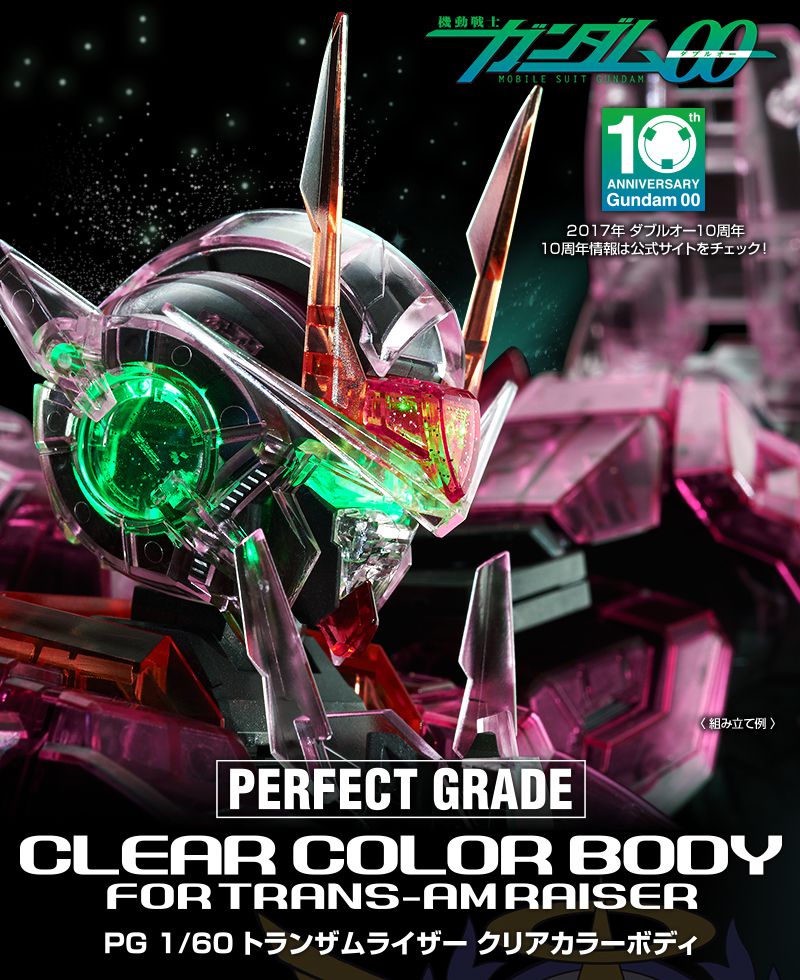 機動戦士
ガンダム00
ダブルオー
MOBILE SUIT GUNDAM
10th
ANNIVERSARY
Gundam 00
2017年 ダブルオー10周年
10周年情報は公式サイトをチェック!
〈 組み立て例 〉
PERFECT GRADE
CLEAR COLOR BODY
FOR TRANS-AM RAISER
PG 1/60 トランザムライザー クリアカラーボディ